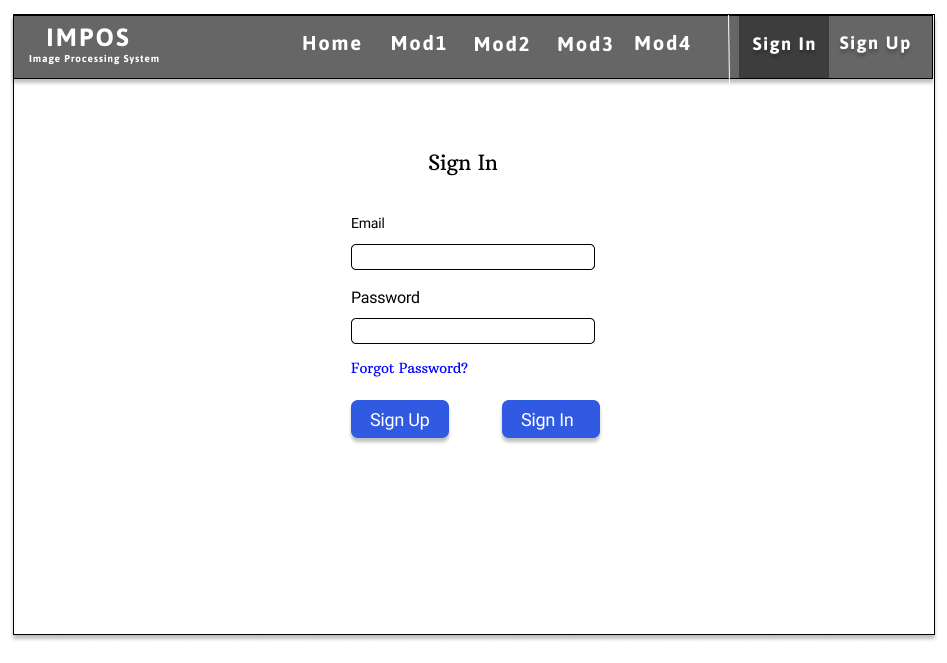 IMPOS
Image Processing System
Home Mod1 Mod2 Mod3 Mod4 Sign In Sign Up
Sign In
Email
Password
Forgot Password?
Sign Up Sign In